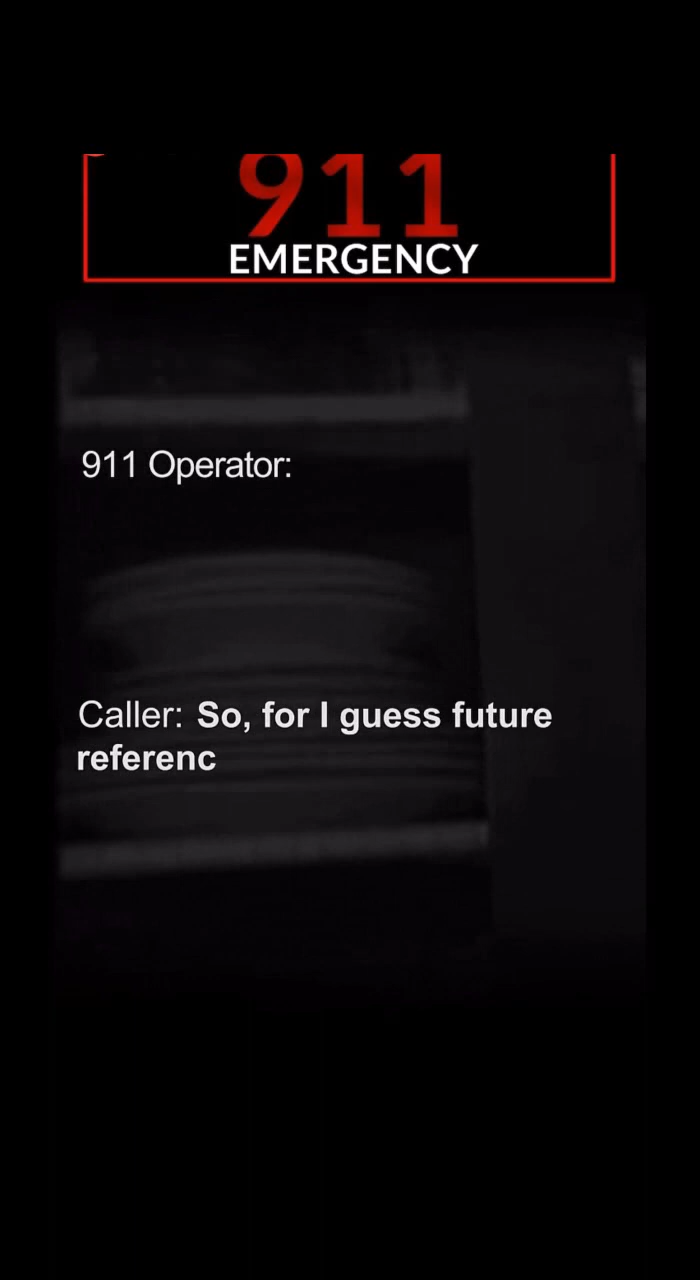 911
EMERGENCY
911 Operator:
Caller: So, for I guess future
referenc